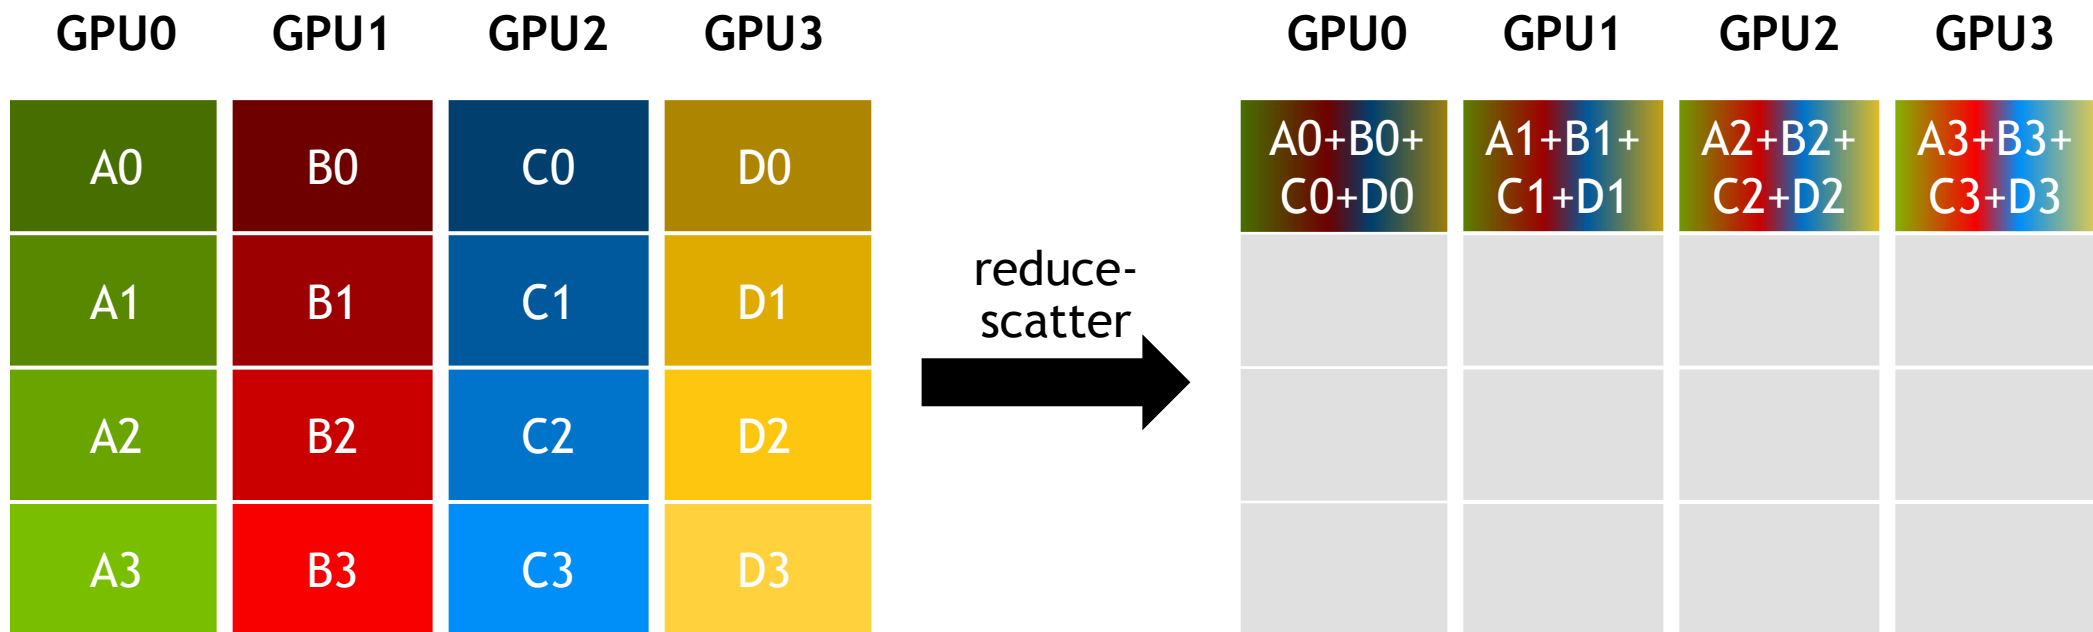 GPU0 GPU1 GPU2 GPU3 GPU0 GPU1 GPU2 GPU3
A0 B0 C0 D0
A1 B1 C1 D1
A2 B2 C2 D2
A3 B3 C3 D3
reduce-
scatter
A0+B0+
C0+D0
A1+B1+
C1+D1
A2+B2+
C2+D2
A3+B3+
C3+D3